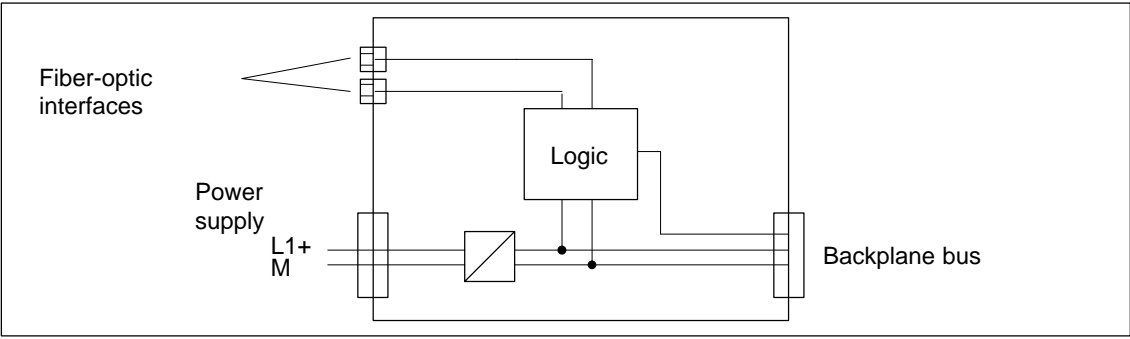 Fiber-optic
interfaces
Logic
Power
supply
L1+
M
Backplane bus